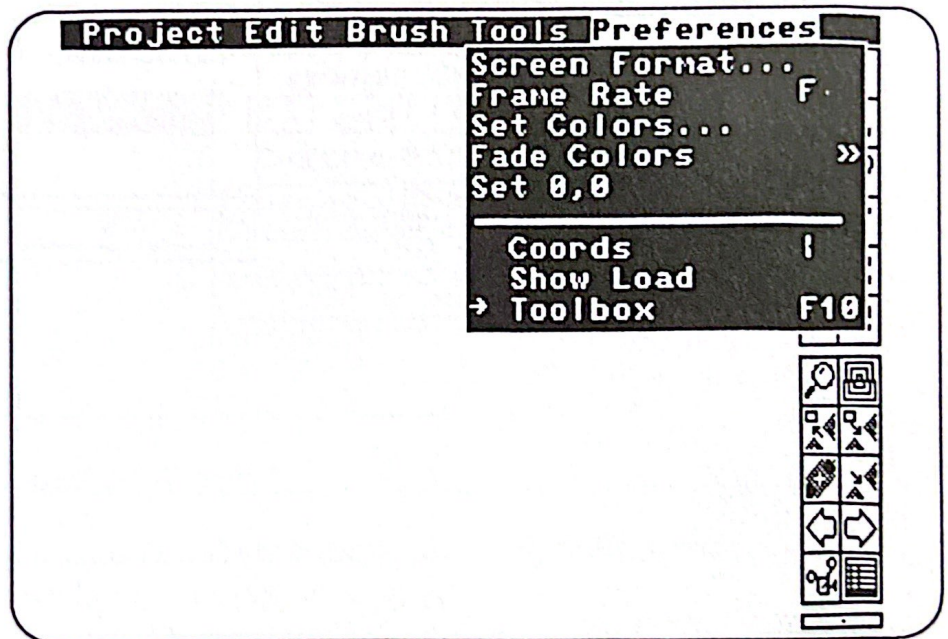 Project Edit Brush Tools Preferences
Screen Format...
Frame Rate F
Set Colors...
Fade Colors »
Set 0,0
Coords
Show Load
→ Toolbox F10